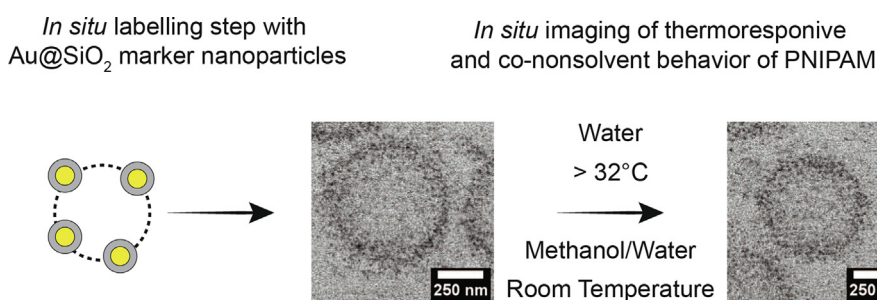 In situ labelling step with
Au@SiO2 marker nanoparticles
In situ imaging of thermoresponive
and co-nonsolvent behavior of PNIPAM
Water
> 32°C
Methanol/Water
Room Temperature
250 nm
250